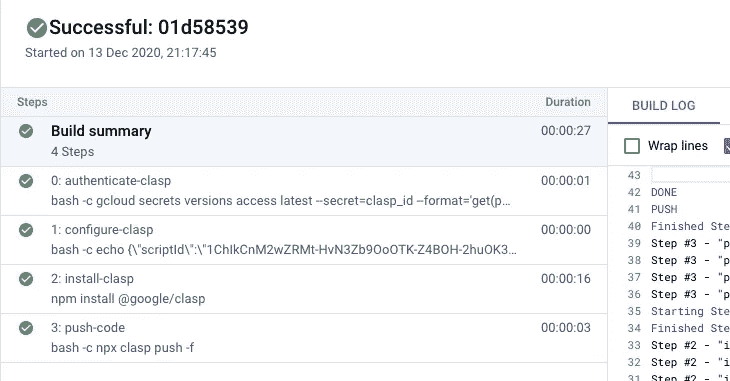 Successful: 01d58539
Started on 13 Dec 2020, 21:17:45
Steps Duration
Build summary 00:00:27
4 Steps
0: authenticate-clasp 00:00:01
bash -c gcloud secrets versions access latest --secret=clasp_id --format='get(p...
1: configure-clasp 00:00:00
bash -c echo {\"scriptId\":\"1ChIkCnM2wZRMt-HvN3Zb9OoOTK-Z4BOH-2huOK3...
2: install-clasp 00:00:16
npm install @google/clasp
3: push-code 00:00:03
bash -c npx clasp push -f
BUILD LOG
Wrap lines
43
42 DONE
41 PUSH
40 Finished Ste
39 Step #3 - "p
38 Step #3 - "p
37 Step #3 - "p
36 Step #3 - "p
35 Starting Ste
34 Finished Ste
33 Step #2 - "i
32 Step #2 - "i
31 Step #2 - "i